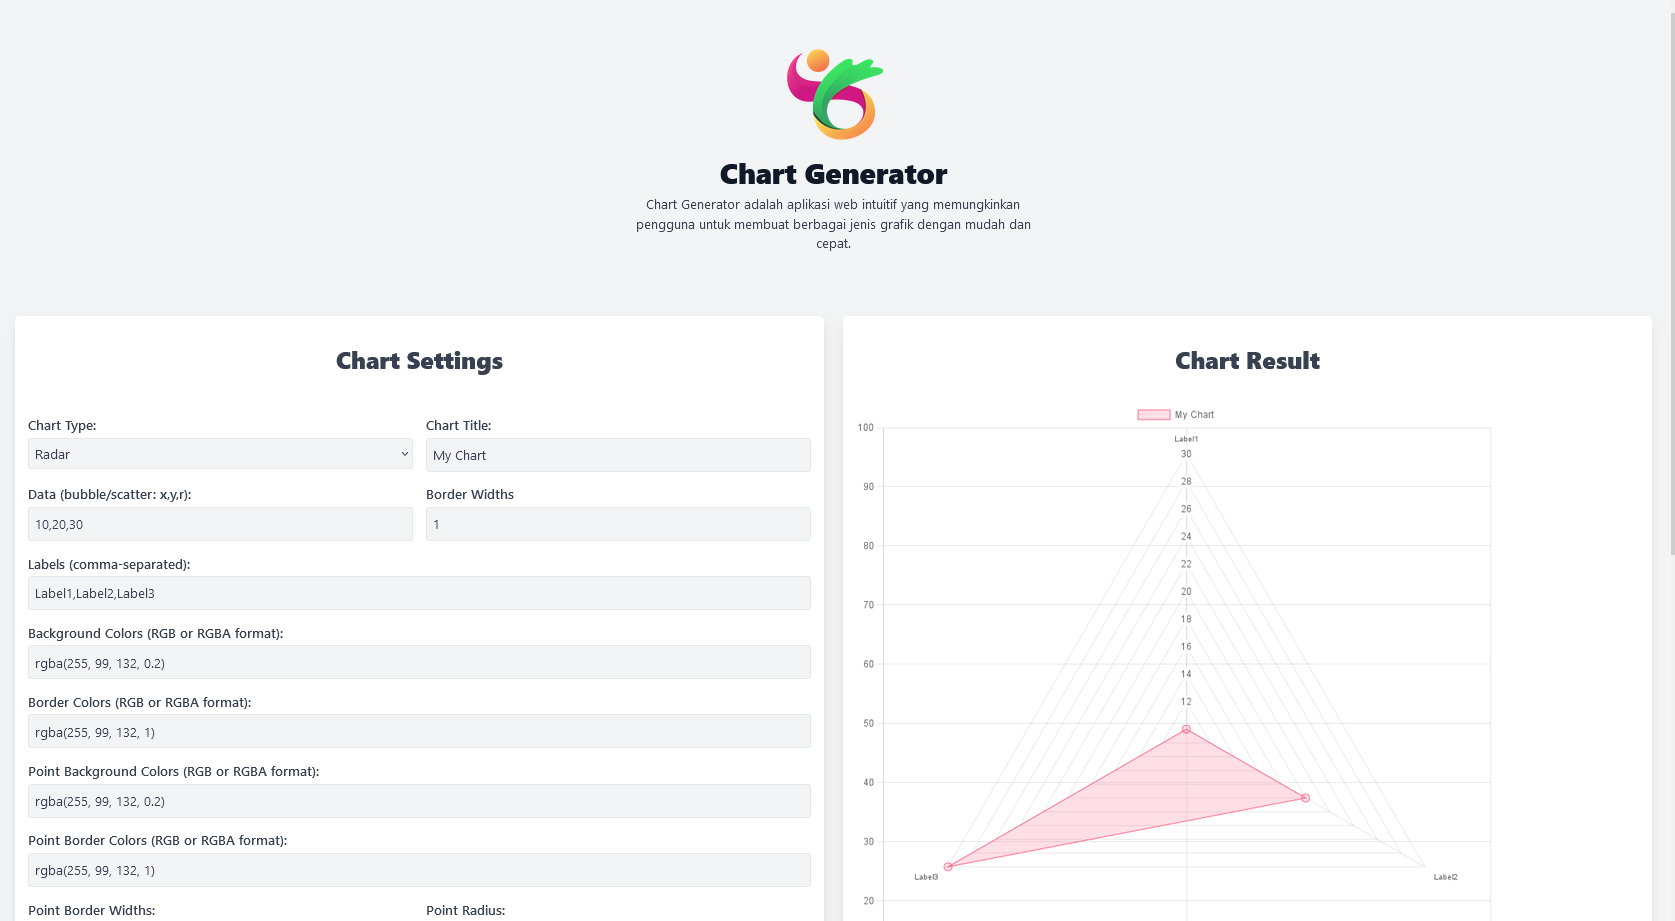 Chart Generator
Chart Generator adalah aplikasi web intuitif yang memungkinkan
pengguna untuk membuat berbagai jenis grafik dengan mudah dan
cepat.
Chart Settings
Chart Type:
Chart Title:
Radar
My Chart
Data (bubble/scatter: x,y,r):
Border Widths
10,20,30
1
Labels (comma-separated):
Label1,Label2,Label3
Background Colors (RGB or RGBA format):
rgba(255, 99, 132, 0.2)
Border Colors (RGB or RGBA format):
rgba(255, 99, 132, 1)
Point Background Colors (RGB or RGBA format):
rgba(255, 99, 132, 0.2)
Point Border Colors (RGB or RGBA format):
rgba(255, 99, 132, 1)
Point Border Widths:
Point Radius:
Chart Result
My Chart
100
90
80
70
60
50
40
30
20
Label1
30
28
26
24
22
20
18
16
14
12
Label3
Label2